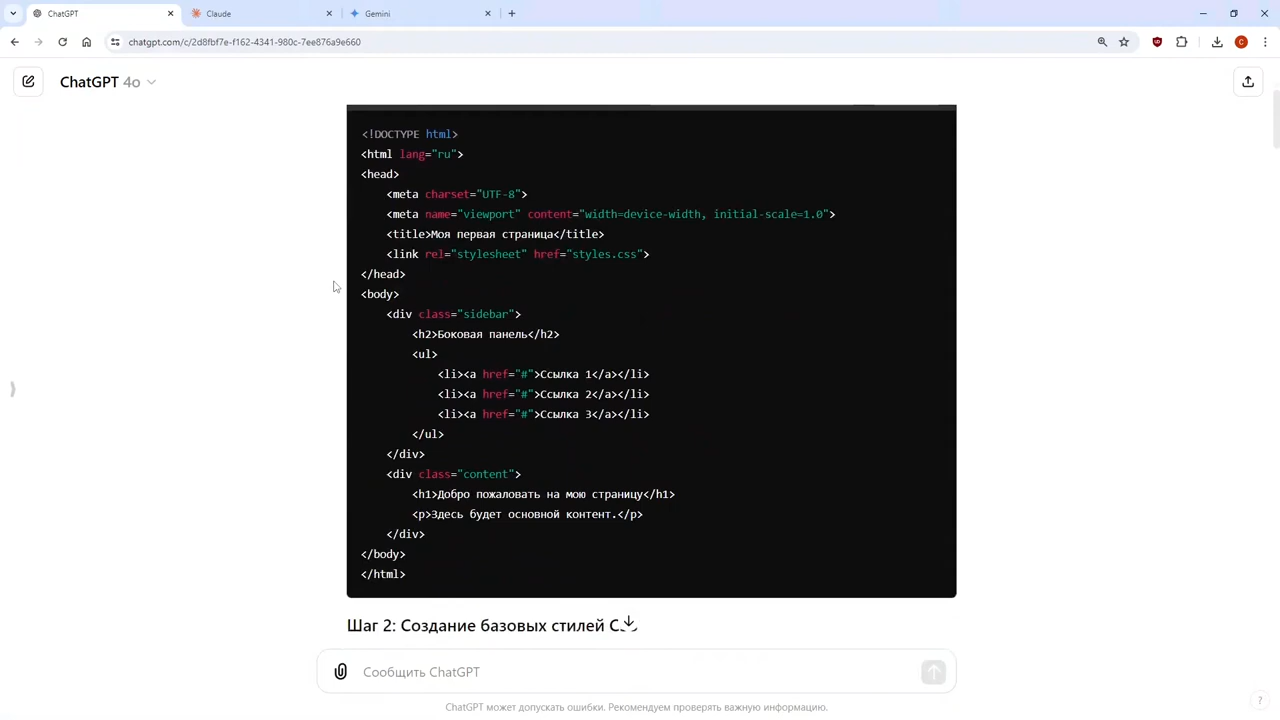 ChatGPT
Claude
Gemini
chatgpt.com/c/2d8fbf7e-f162-4341-980c-7ee876a9e660
ChatGPT 4o
<!DOCTYPE html>
<html lang="ru">
<head>
<meta charset="UTF-8">
<meta name="viewport" content="width=device-width, initial-scale=1.0">
<title>Моя первая страница</title>
<link rel="stylesheet" href="styles.css">
</head>
<body>
<div class="sidebar">
<h2>Боковая панель</h2>
<ul>
<li><a href="#">Ссылка 1</a></li>
<li><a href="#">Ссылка 2</a></li>
<li><a href="#">Ссылка 3</a></li>
</ul>
</div>
<div class="content">
<h1>Добро пожаловать на мою страницу</h1>
<p>Здесь будет основной контент.</p>
</div>
</body>
</html>
Шаг 2: Создание базовых стилей
Сообщить ChatGPT
ChatGPT может допускать ошибки. Рекомендуем проверять важную информацию.
?